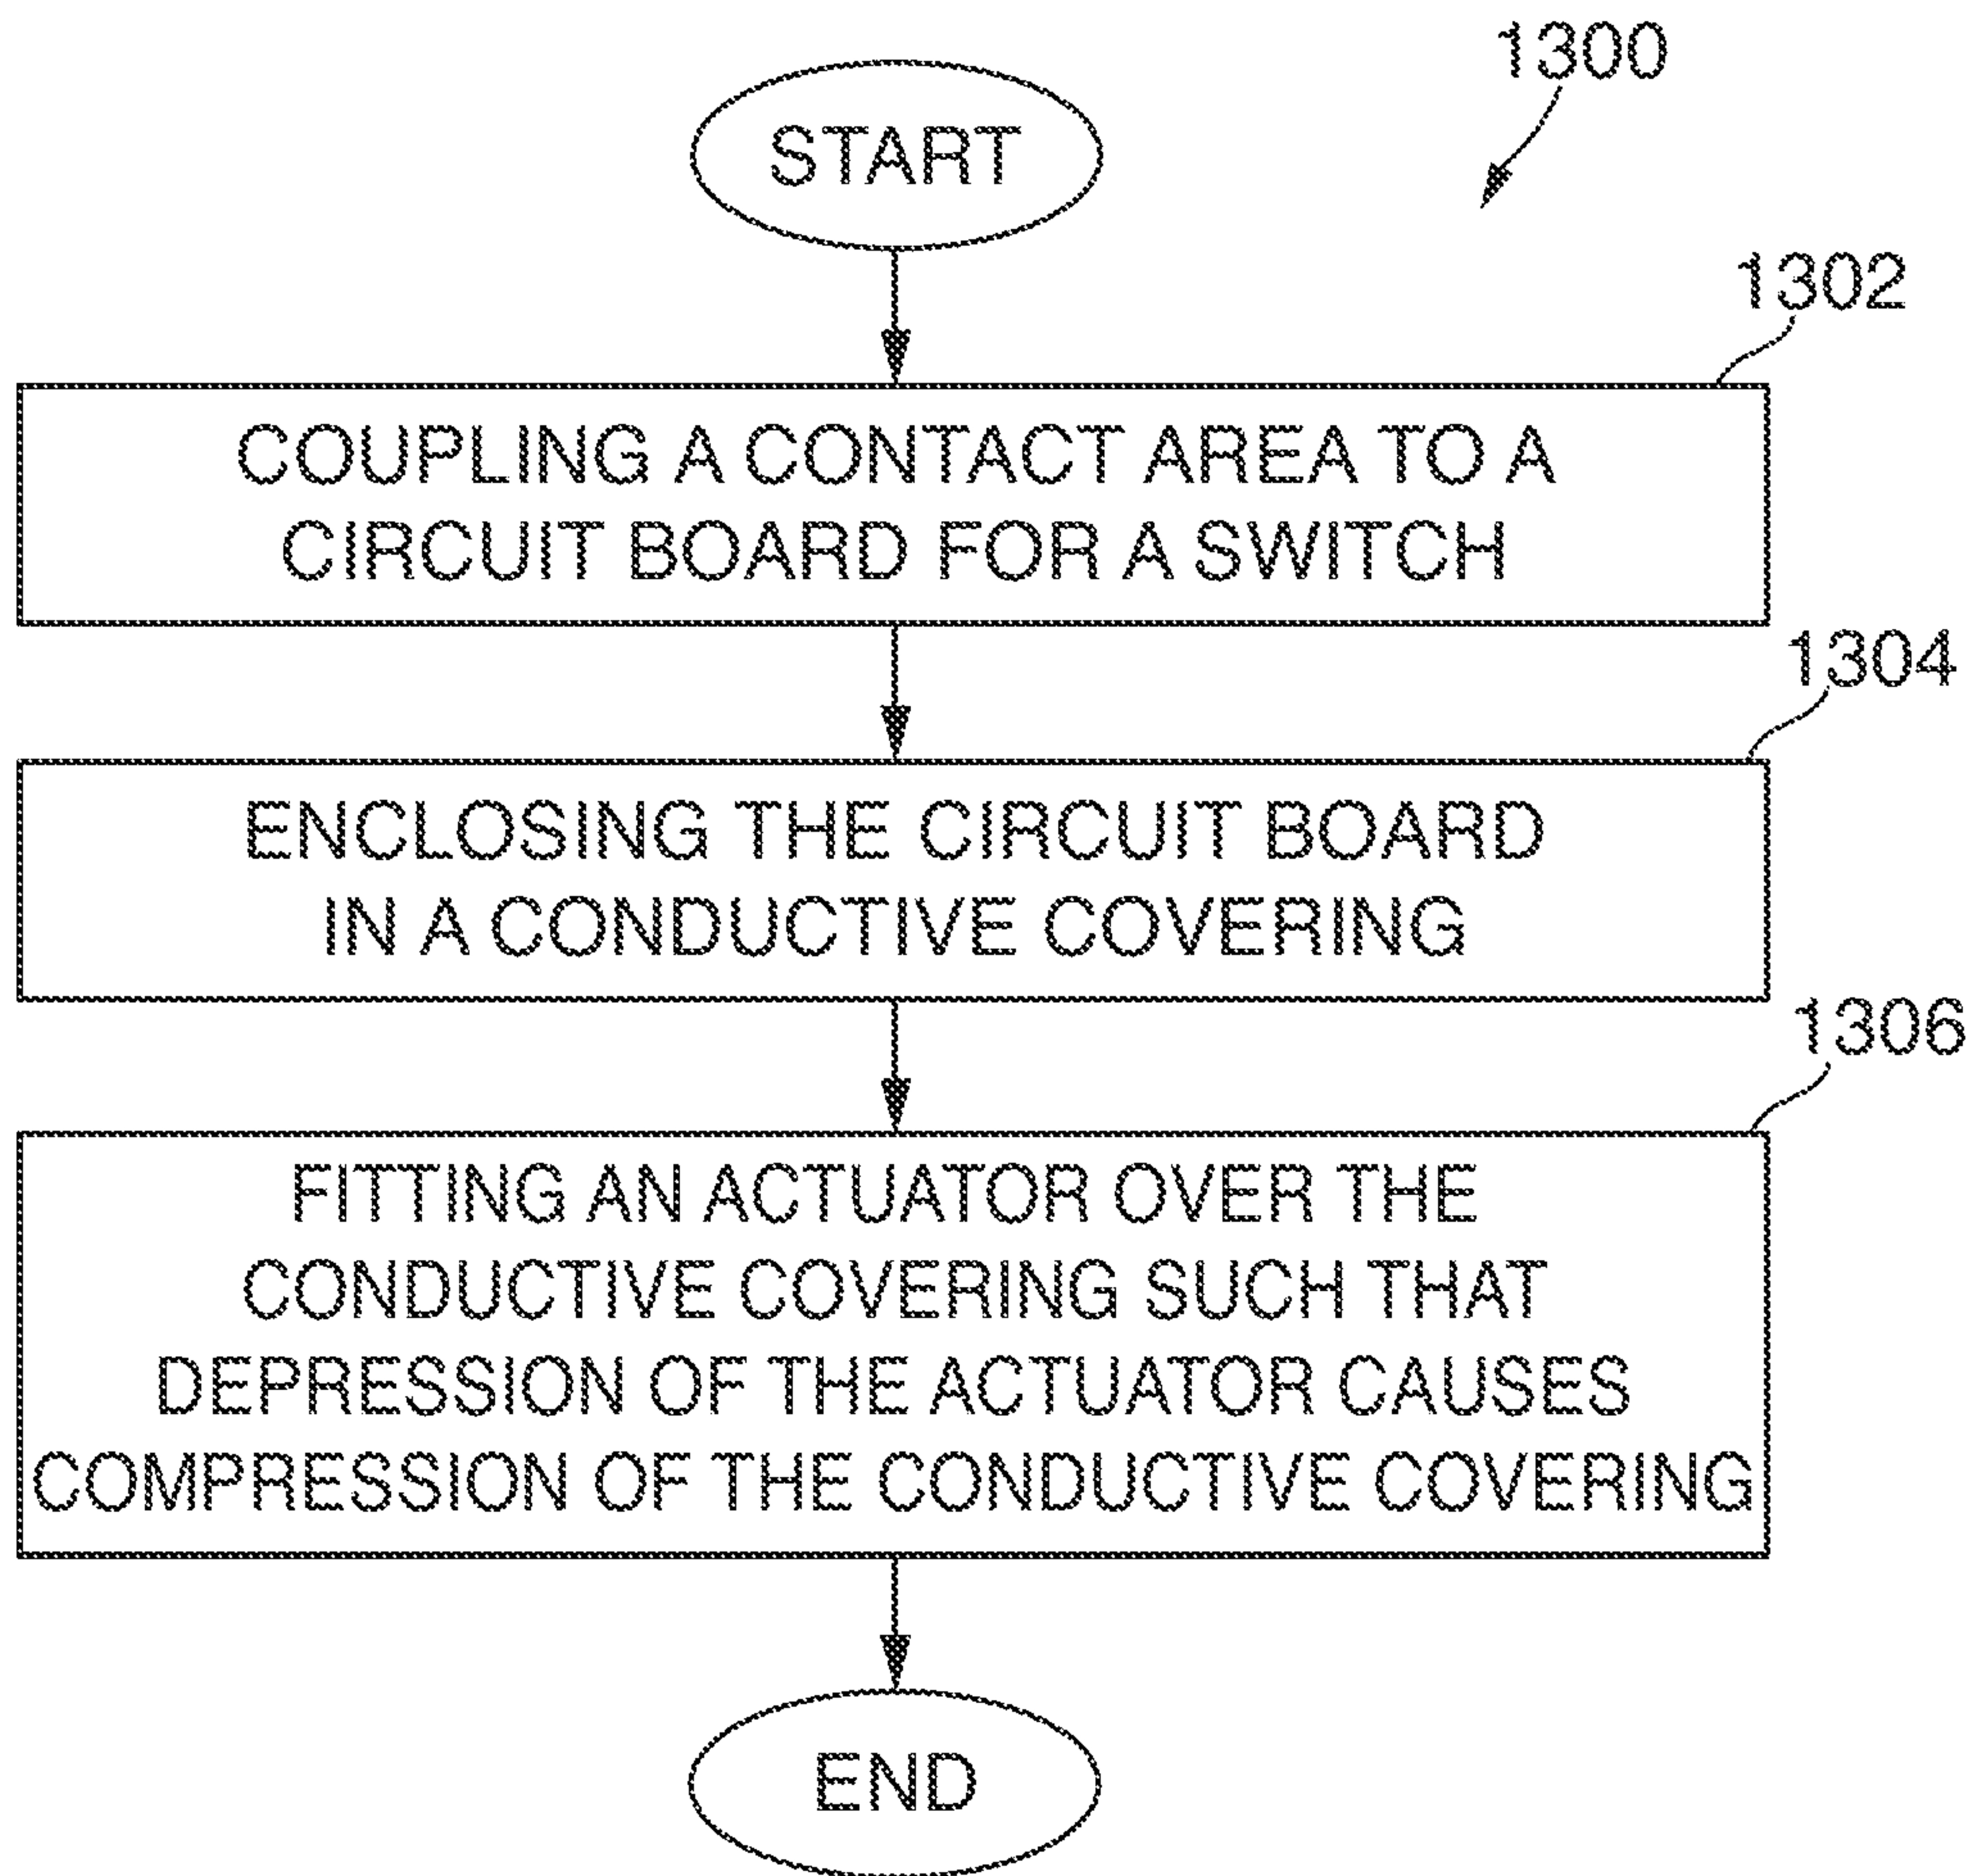 1300
START
1302
COUPLING A CONTACT AREA TO A
CIRCUIT BOARD FOR A SWITCH
1304
ENCLOSING THE CIRCUIT BOARD
IN A CONDUCTIVE COVERING
1306
FITTING AN ACTUATOR OVER THE
CONDUCTIVE COVERING SUCH THAT
DEPRESSION OF THE ACTUATOR CAUSES
COMPRESSION OF THE CONDUCTIVE COVERING
END